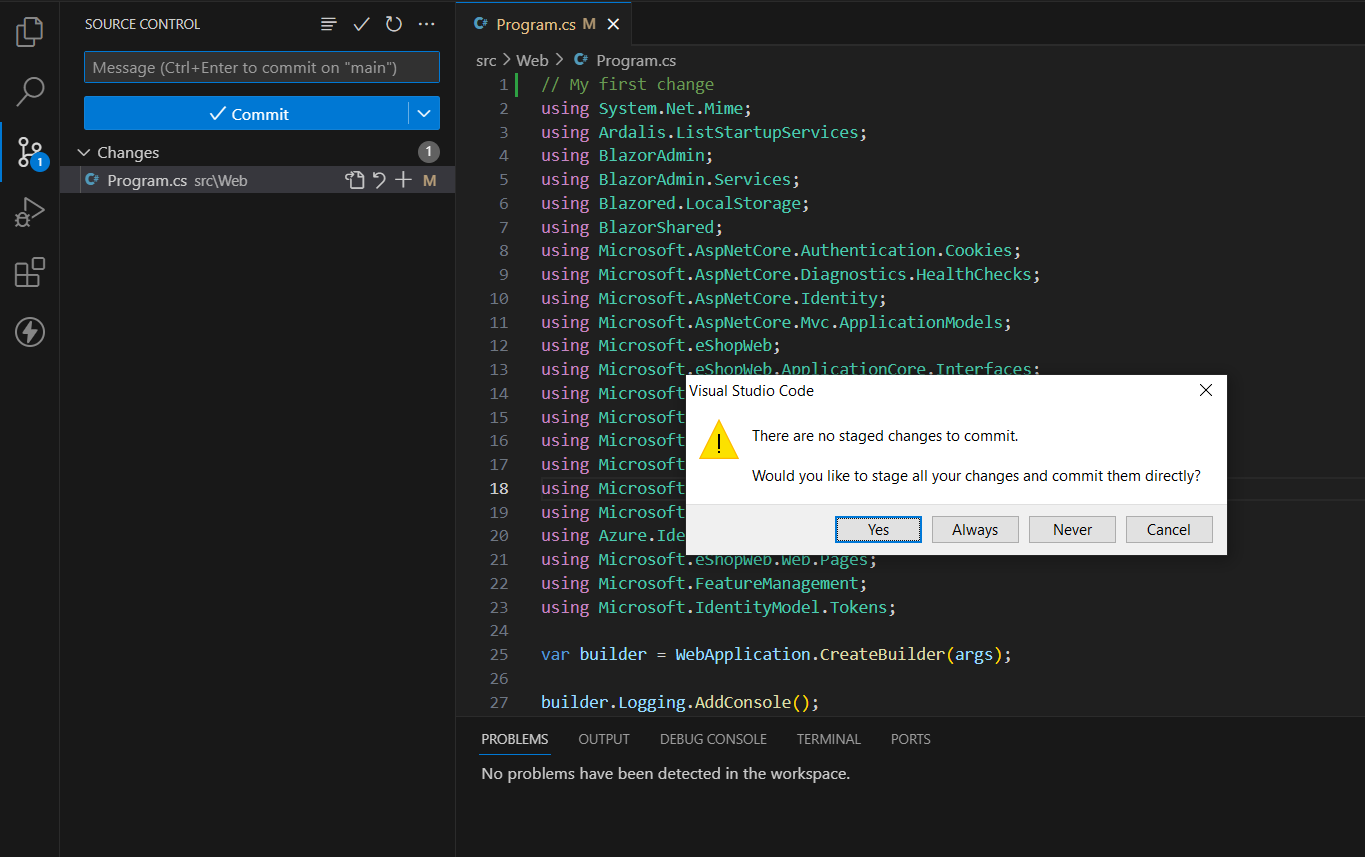 SOURCE CONTROL
Message (Ctrl+Enter to commit on "main")
Commit
Changes 1
C# Program.cs src\Web M
1
C# Program.cs M
src > Web > C# Program.cs
1 // My first change
2 using System.Net.Mime;
3 using Ardalis.ListStartupServices;
4 using BlazorAdmin;
5 using BlazorAdmin.Services;
6 using Blazored.LocalStorage;
7 using BlazorShared;
8 using Microsoft.AspNetCore.Authentication.Cookies;
9 using Microsoft.AspNetCore.Diagnostics.HealthChecks;
10 using Microsoft.AspNetCore.Identity;
11 using Microsoft.AspNetCore.Mvc.ApplicationModels;
12 using Microsoft.eShopWeb;
13 using Microsoft.eShopWeb.ApplicationCore.Interfaces;
14 using Microsoft
15 using Microsoft
16 using Microsoft
17 using Microsoft
18 using Microsoft
19 using Microsoft
20 using Azure.Ide
21 using Microsoft.eShopWeb.Web.Pages;
22 using Microsoft.FeatureManagement;
23 using Microsoft.IdentityModel.Tokens;
24
25 var builder = WebApplication.CreateBuilder(args);
26
27 builder.Logging.AddConsole();
Visual Studio Code
There are no staged changes to commit.
Would you like to stage all your changes and commit them directly?
Yes Always Never Cancel
PROBLEMS OUTPUT DEBUG CONSOLE TERMINAL PORTS
No problems have been detected in the workspace.